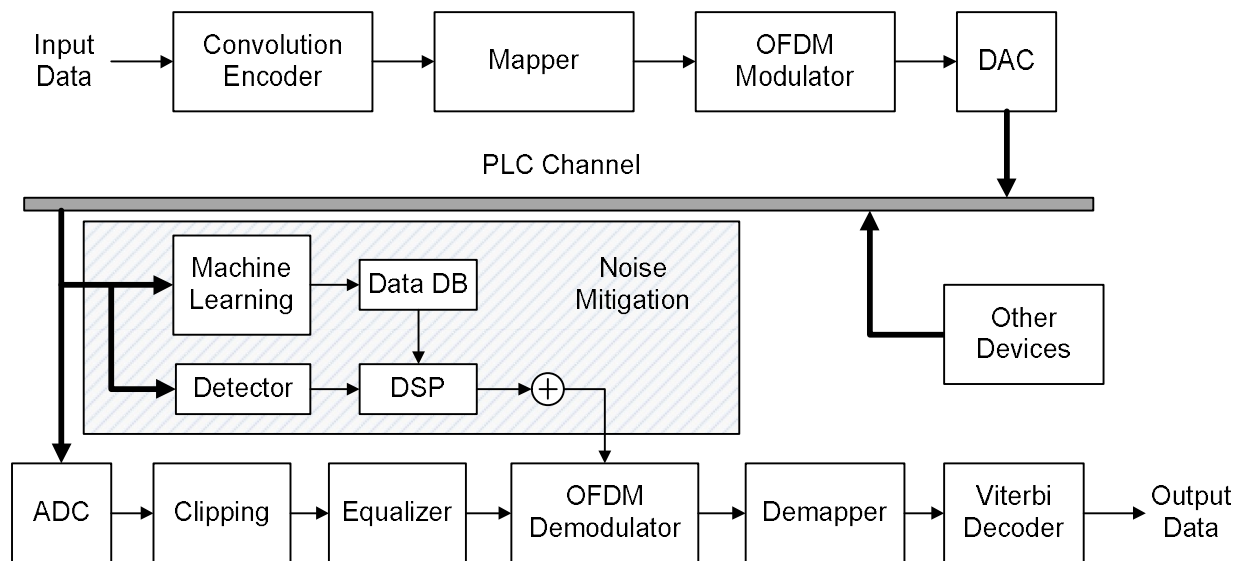 Input
Data
Convolution
Encoder
Mapper
OFDM
Modulator
DAC
PLC Channel
Machine
Learning
Data DB
Noise
Mitigation
Detector
DSP
Other
Devices
ADC
Clipping
Equalizer
OFDM
Demodulator
Demapper
Viterbi
Decoder
Output
Data